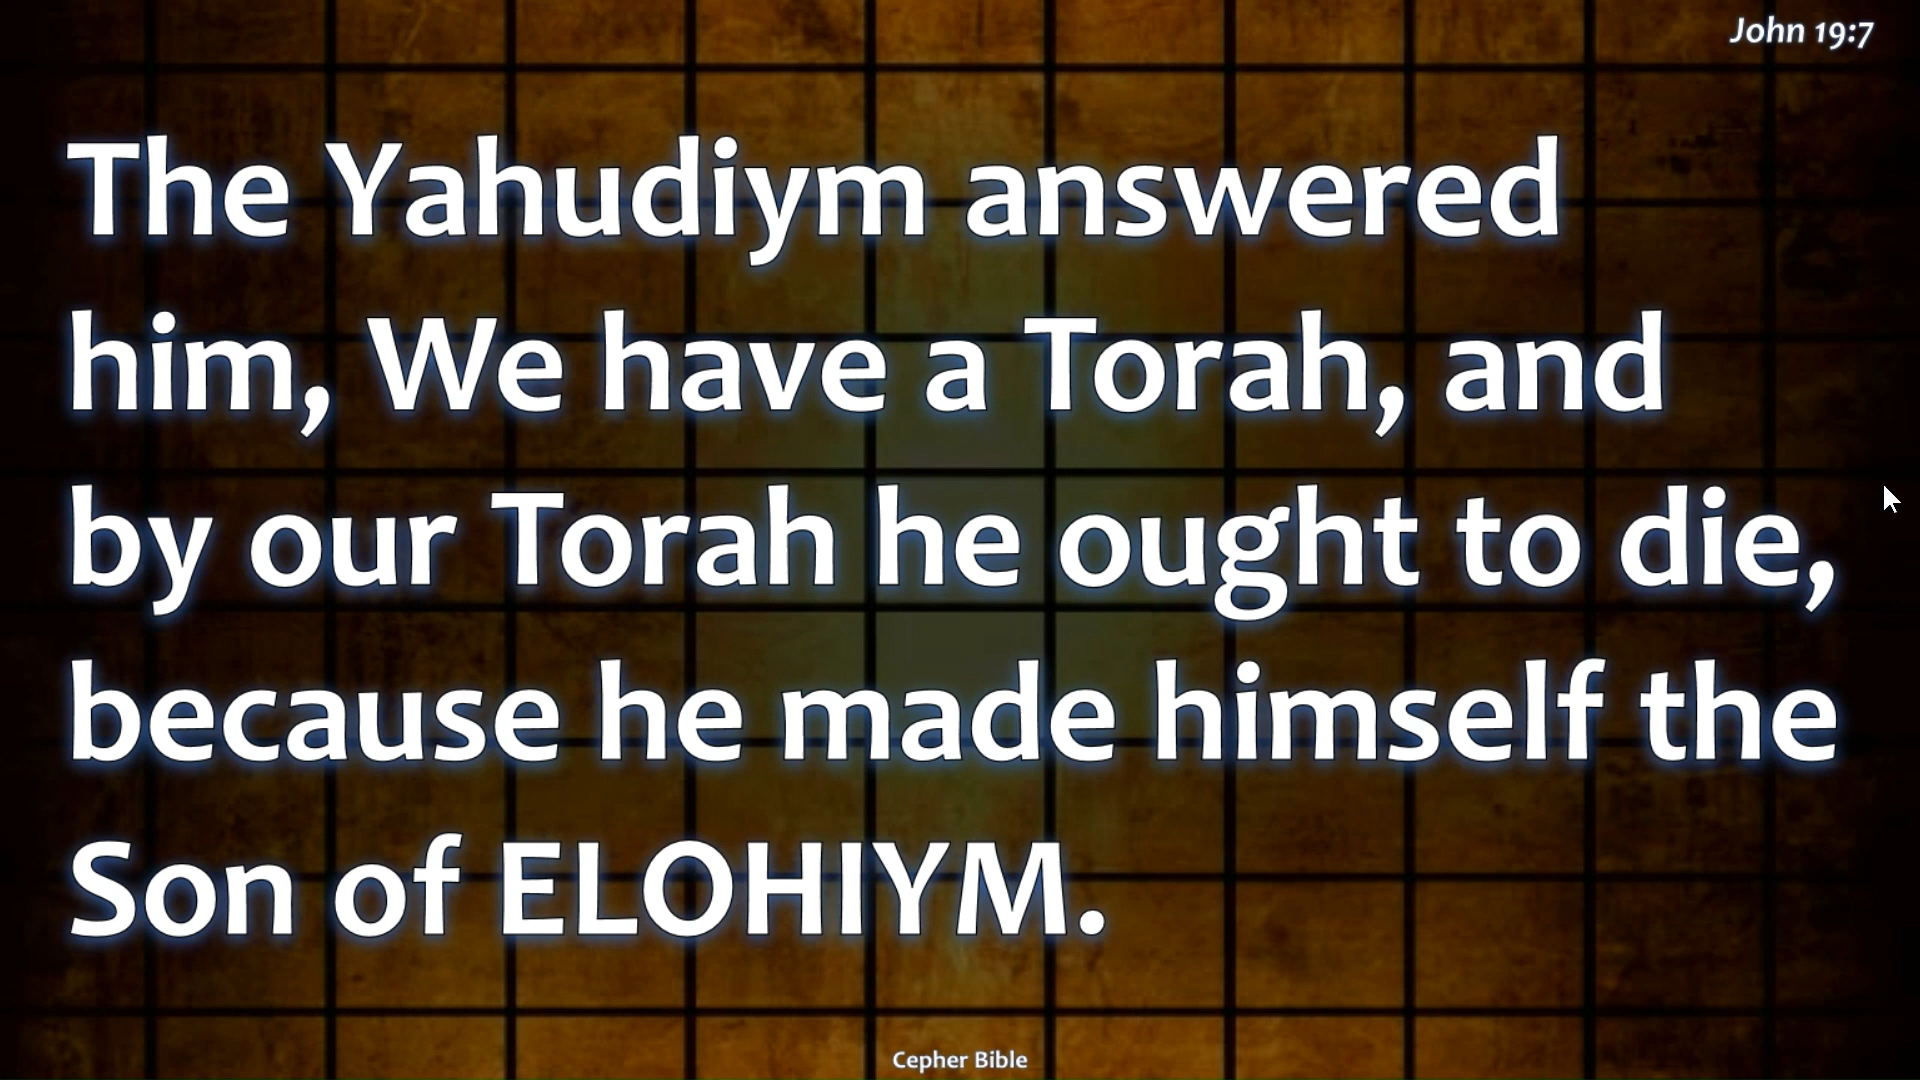 John 19:7
The Yahudiym answered
him, We have a Torah, and
by our Torah he ought to die,
because he made himself the
Son of ELOHIYM.
Cepher Bible